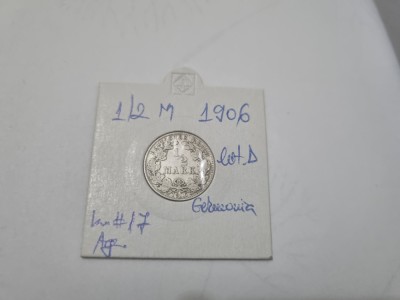 1/2 M 1906
1/2
MARK
lit. D
Germania
km # 17
Ag.